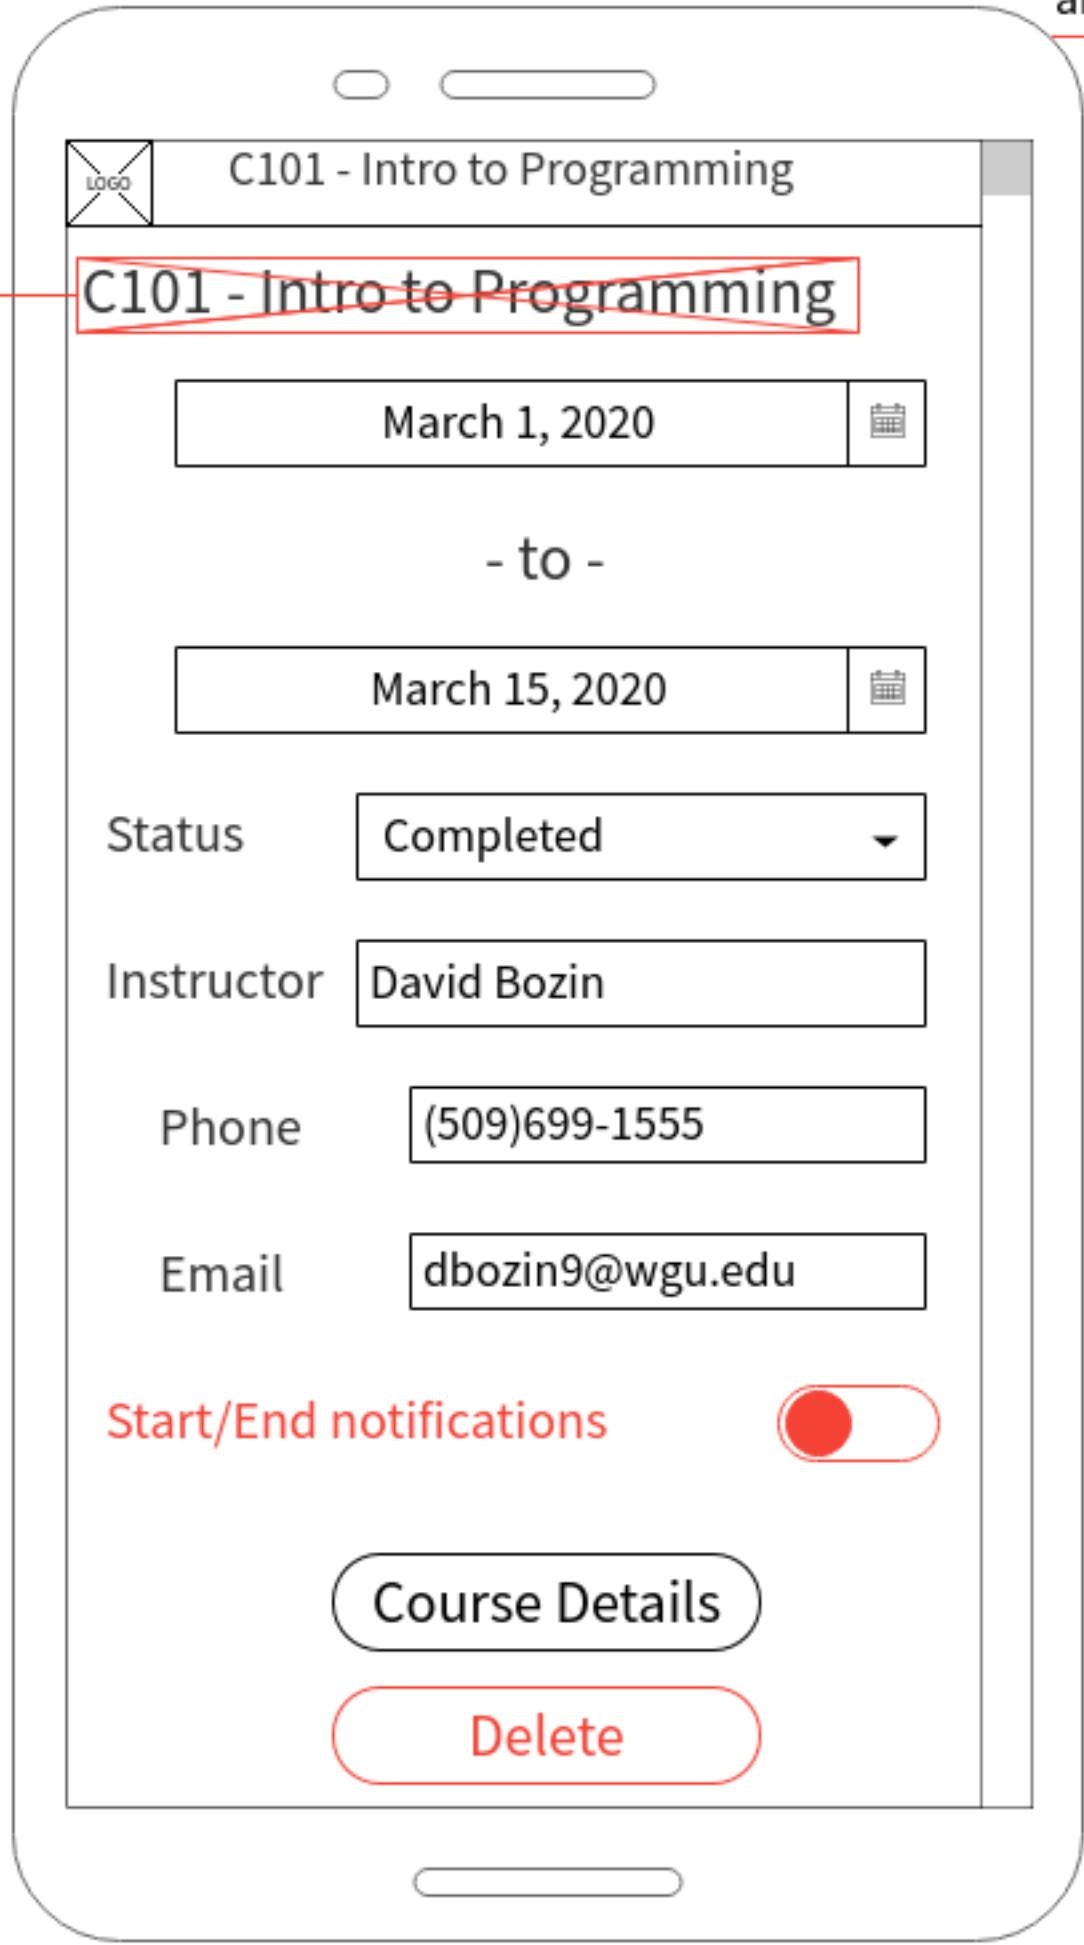 LOGO
C101 - Intro to Programming
C101 - Intro to Programming
March 1, 2020
- to -
March 15, 2020
Status
Completed
Instructor
David Bozin
Phone
(509)699-1555
Email
dbozin9@wgu.edu
Start/End notifications
Course Details
Delete